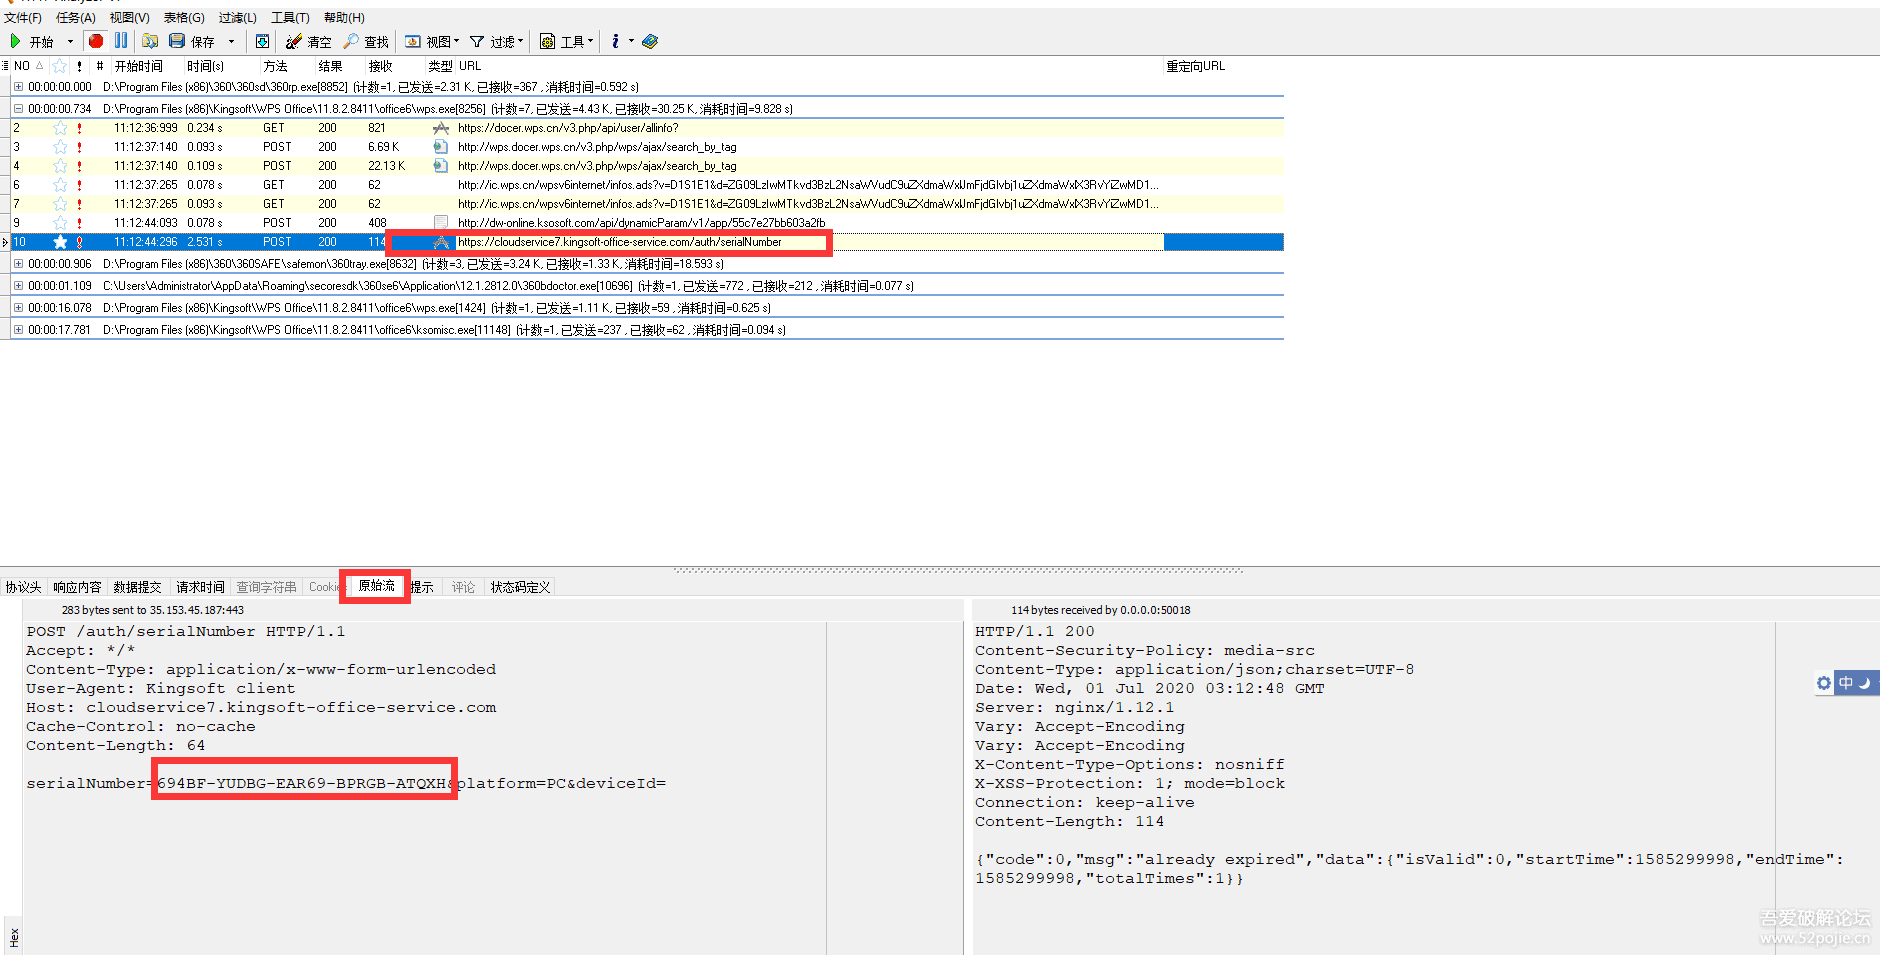 文件(F) 任务(A) 视图(V) 表格(G) 过滤(L) 工具(T) 帮助(H)
开始 保存 清空 查找 视图 过滤 工具
NO ! # 开始时间 时间(s) 方法 结果 接收 类型 URL 重定向URL
00:00:00.000 D:\Program Files (x86)\360\360sd\360rp.exe[8852] (计数=1, 已发送=2.31 K, 已接收=367 , 消耗时间=0.592 s)
00:00:00.734 D:\Program Files (x86)\Kingsoft\WPS Office\11.8.2.8411\office6\wps.exe[8256] (计数=7, 已发送=4.43 K, 已接收=30.25 K, 消耗时间=9.828 s)
2 ! 11:12:36:999 0.234 s GET 200 821 https://docer.wps.cn/v3.php/api/user/allinfo?
3 ! 11:12:37:140 0.093 s POST 200 6.69 K http://wps.docer.wps.cn/v3.php/wps/ajax/search_by_tag
4 ! 11:12:37:140 0.109 s POST 200 22.13 K http://wps.docer.wps.cn/v3.php/wps/ajax/search_by_tag
6 ! 11:12:37:265 0.078 s GET 200 62
7 ! 11:12:37:265 0.093 s GET 200 62
9 ! 11:12:44:093 0.078 s POST 200 408 http://dw-online.ksosoft.com/api/dynamicParam/v1/app/55c7e27bb603a2fb
10 ! 11:12:44:296 2.531 s POST 200 114 https://cloudservice7.kingsoft-office-service.com/auth/serialNumber
00:00:00.906 D:\Program Files (x86)\360\360SAFE\safemon\360tray.exe[8632] (计数=3, 已发送=3.24 K, 已接收=1.33 K, 消耗时间=18.593 s)
00:00:01.109 C:\Users\Administrator\AppData\Roaming\secoresdk\360se6\Application\12.1.2812.0\360bdoctor.exe[10696] (计数=1, 已发送=772 , 已接收=212 , 消耗时间=0.077 s)
00:00:16.078 D:\Program Files (x86)\Kingsoft\WPS Office\11.8.2.8411\office6\wps.exe[1424] (计数=1, 已发送=1.11 K, 已接收=59 , 消耗时间=0.625 s)
00:00:17.781 D:\Program Files (x86)\Kingsoft\WPS Office\11.8.2.8411\office6\ksomisc.exe[11148] (计数=1, 已发送=237 , 已接收=62 , 消耗时间=0.094 s)
协议头 响应内容 数据提交 请求时间 查询字符串 Cookie 原始流 提示 评论 状态码定义
283 bytes sent to 35.153.45.187:443
POST /auth/serialNumber HTTP/1.1
Accept: */*
Content-Type: application/x-www-form-urlencoded
User-Agent: Kingsoft client
Host: cloudservice7.kingsoft-office-service.com
Cache-Control: no-cache
Content-Length: 64
serialNumber=694BF-YUDBG-EAR69-BPRGB-ATQXH&platform=PC&deviceId=
114 bytes received by 0.0.0.0:50018
HTTP/1.1 200
Content-Security-Policy: media-src
Content-Type: application/json;charset=UTF-8
Date: Wed, 01 Jul 2020 03:12:48 GMT
Server: nginx/1.12.1
Vary: Accept-Encoding
Vary: Accept-Encoding
X-Content-Type-Options: nosniff
X-XSS-Protection: 1; mode=block
Connection: keep-alive
Content-Length: 114
{"code":0,"msg":"already expired","data":{"isValid":0,"startTime":1585299998,"endTime":
1585299998,"totalTimes":1}}
中
Hex
吾爱破解论坛
www.52pojie.cn